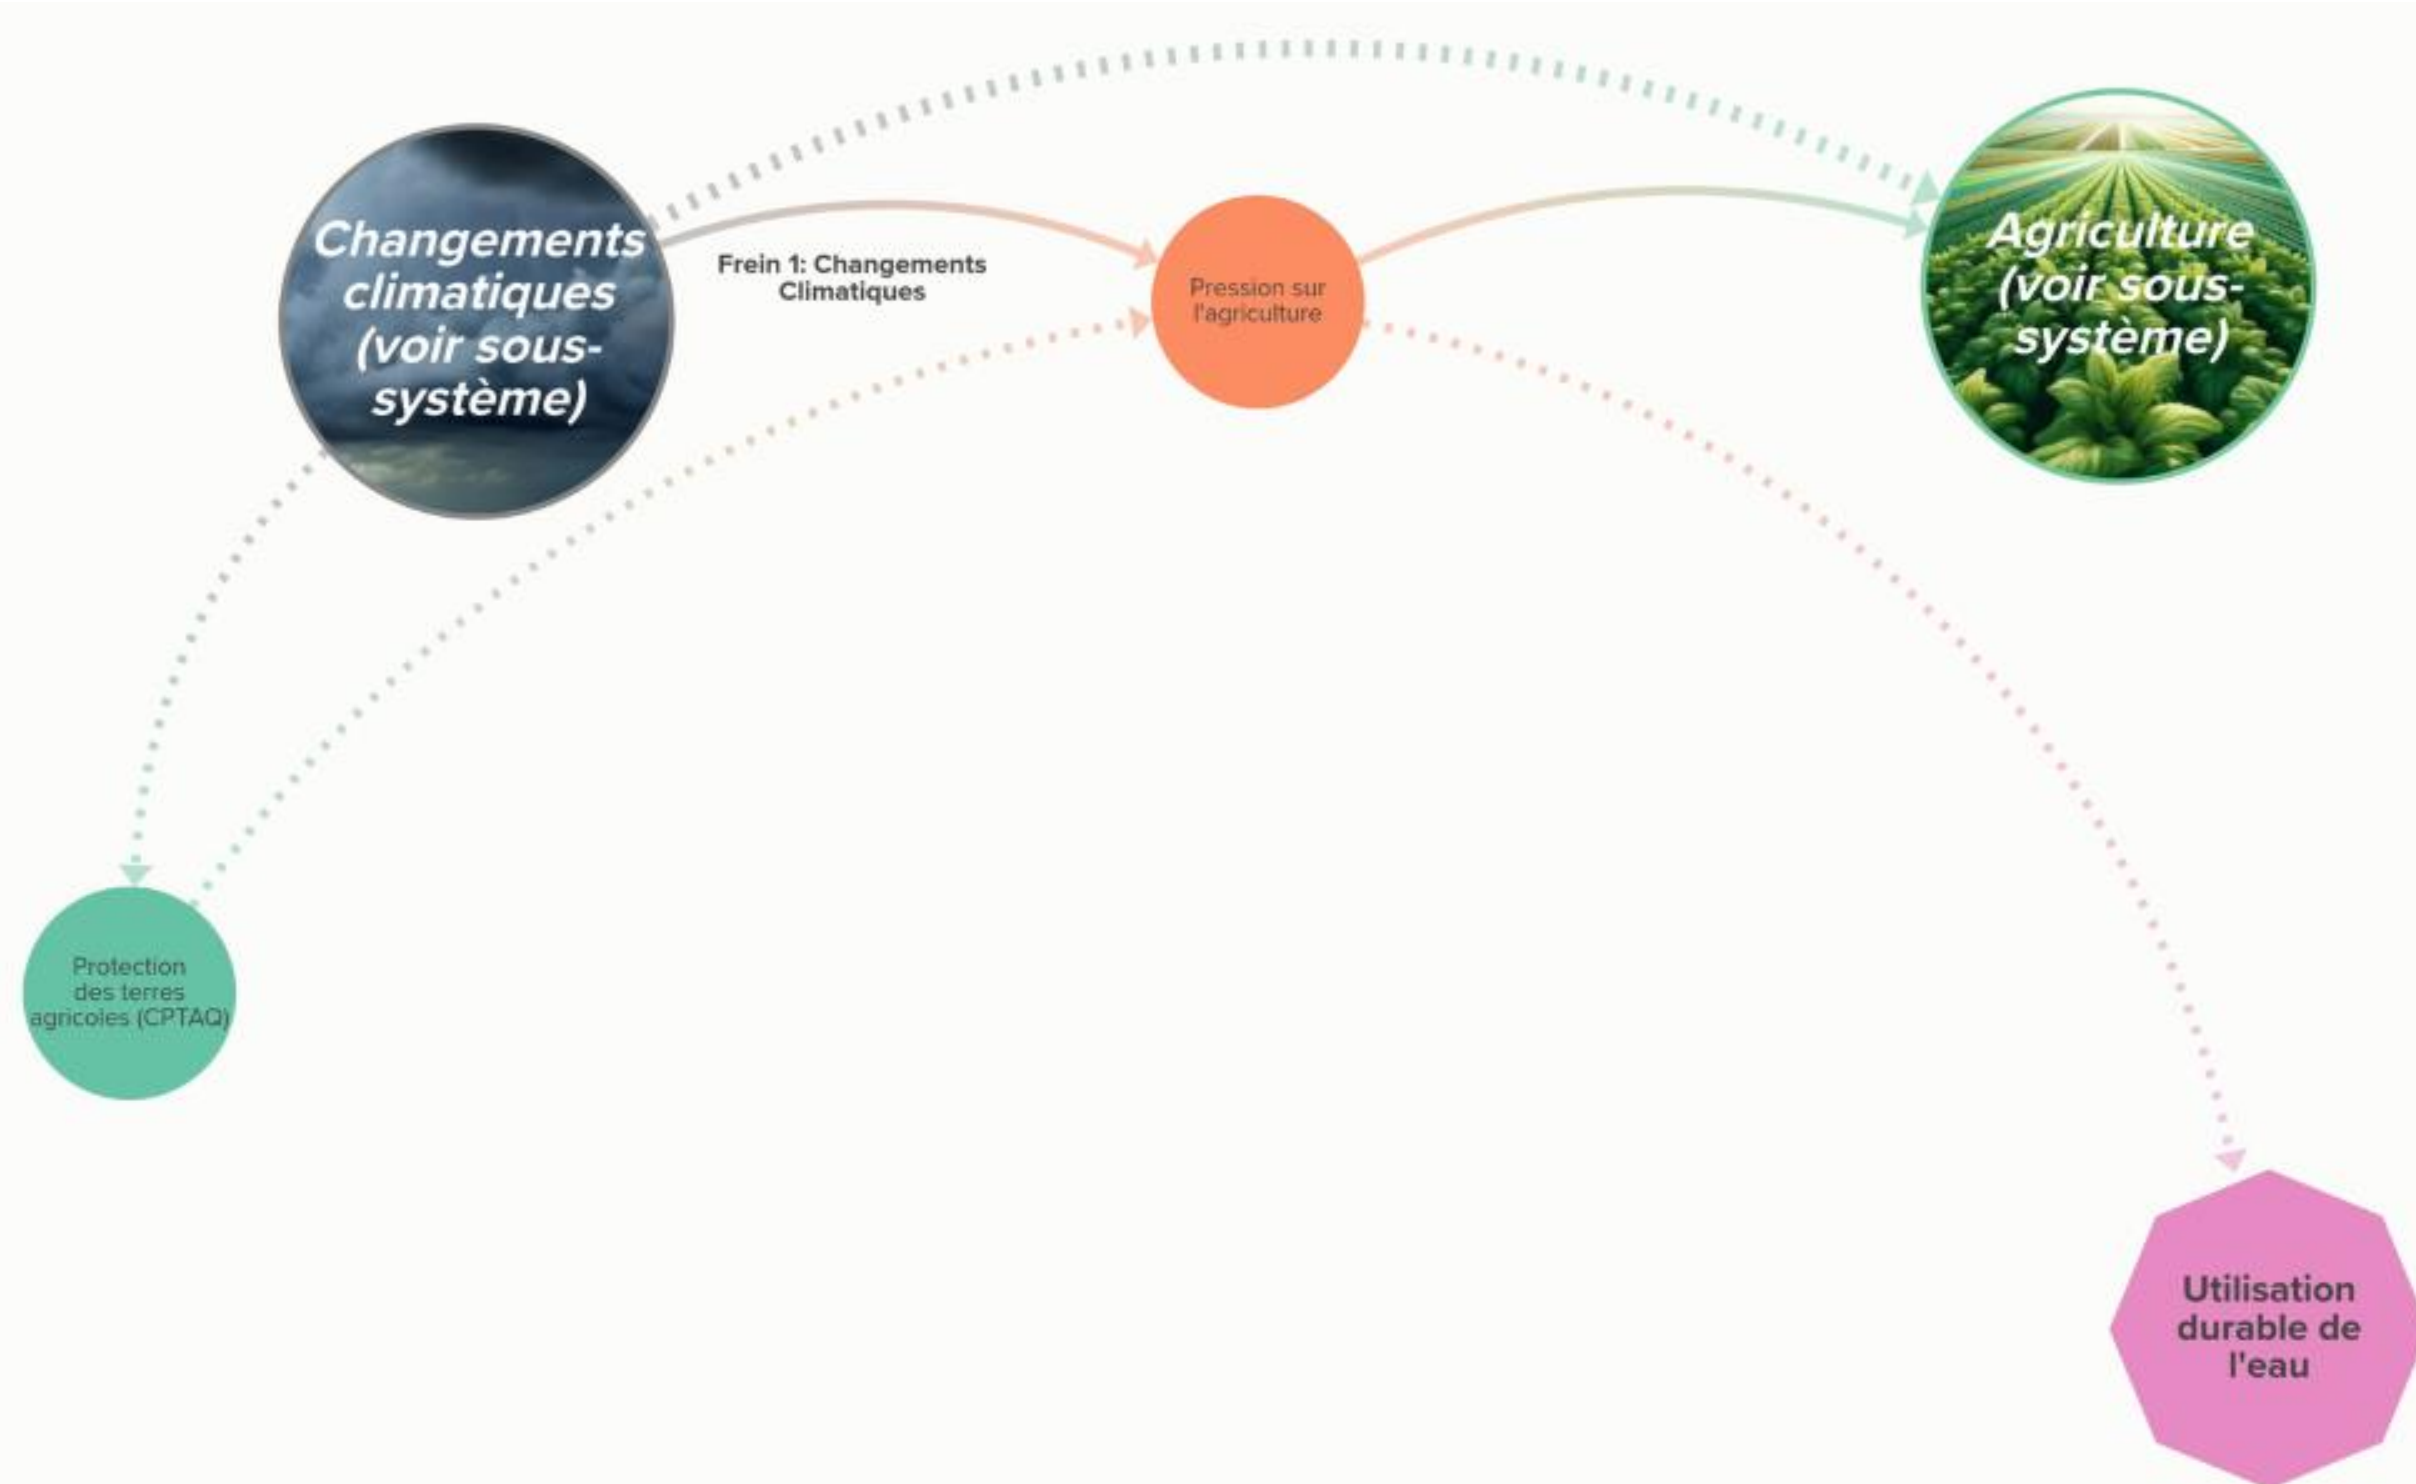 Changements
climatiques
(voir sous-
système)
Frein 1: Changements
Climatiques
Pression sur
l'agriculture
Agriculture
(voir sous-
système)
Protection
des terres
agricoles (CPTAQ)
Utilisation
durable de
l'eau